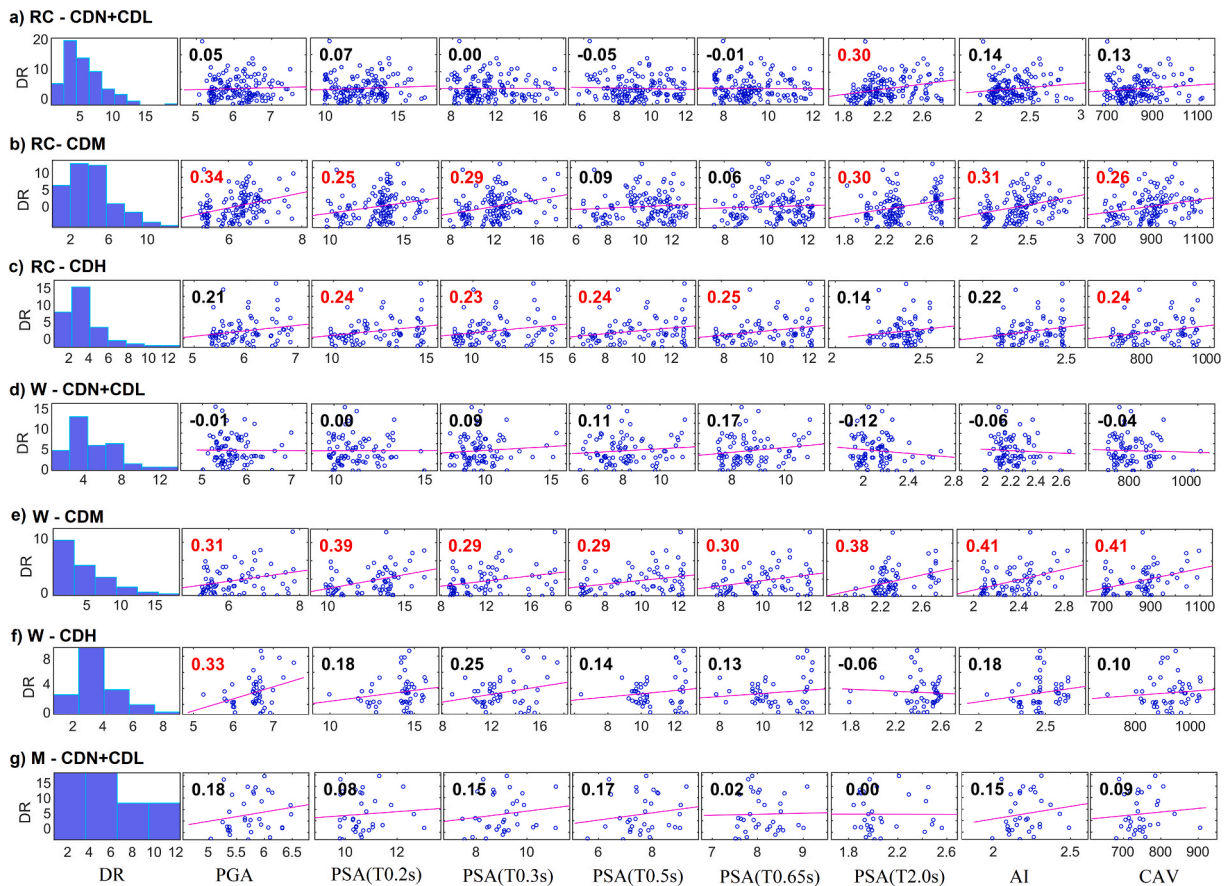 a) RC - CDN+CDL
20
10
0
DR
0.05 0.07 0.00 -0.05 -0.01 0.30 0.14 0.13
5 10 15 5 6 7 10 15 8 12 16 6 8 10 12 8 10 12 1.8 2.2 2.6 2 2.5 3 700 900 1100
b) RC- CDM
10
5
0
DR
0.34 0.25 0.29 0.09 0.06 0.30 0.31 0.26
2 6 10 6 8 10 15 8 12 16 6 8 10 12 8 10 12 1.8 2.2 2.6 2 2.5 3 700 900 1100
c) RC - CDH
15
10
5
0
DR
0.21 0.24 0.23 0.24 0.25 0.14 0.22 0.24
2 4 6 8 10 12 5 6 7 10 15 10 15 6 8 10 12 8 10 12 2 2.5 2 2.5 800 1000
d) W - CDN+CDL
15
10
5
0
DR
-0.01 0.00 0.09 0.11 0.17 -0.12 -0.06 -0.04
4 8 12 5 6 7 10 15 10 15 6 8 10 8 10 2 2.4 2.8 2 2.2 2.4 2.6 800 1000
e) W - CDM
10
0
DR
0.31 0.39 0.29 0.29 0.30 0.38 0.41 0.41
5 10 15 6 8 10 15 8 12 16 6 8 10 12 8 10 12 1.8 2.2 2.6 2 2.4 2.8 700 900 1100
f) W - CDH
8
4
0
DR
0.33 0.18 0.25 0.14 0.13 -0.06 0.18 0.10
2 4 6 8 5 6 7 10 15 8 12 16 8 10 12 8 10 12 1.8 2.2 2.6 2 2.5 800 1000
g) M - CDN+CDL
15
10
5
0
DR
0.18 0.08 0.15 0.17 0.02 0.00 0.15 0.09
2 4 6 8 10 12 5 5.5 6 6.5 10 12 8 10 6 8 7 8 9 1.8 2 2.2 2 2.5 700 800 900
DR PGA PSA(T0.2s) PSA(T0.3s) PSA(T0.5s) PSA(T0.65s) PSA(T2.0s) AI CAV